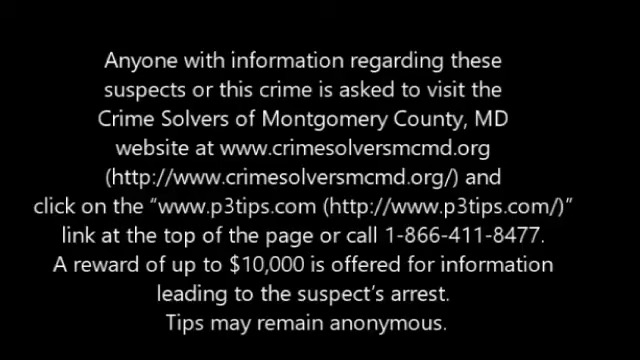 Anyone with information regarding these
suspects or this crime is asked to visit the
Crime Solvers of Montgomery County, MD
website at www.crimesolversmcmd.org
(http://www.crimesolversmcmd.org/) and
click on the “www.p3tips.com (http://www.p3tips.com/)”
link at the top of the page or call 1-866-411-8477.
A reward of up to $10,000 is offered for information
leading to the suspect’s arrest.
Tips may remain anonymous.